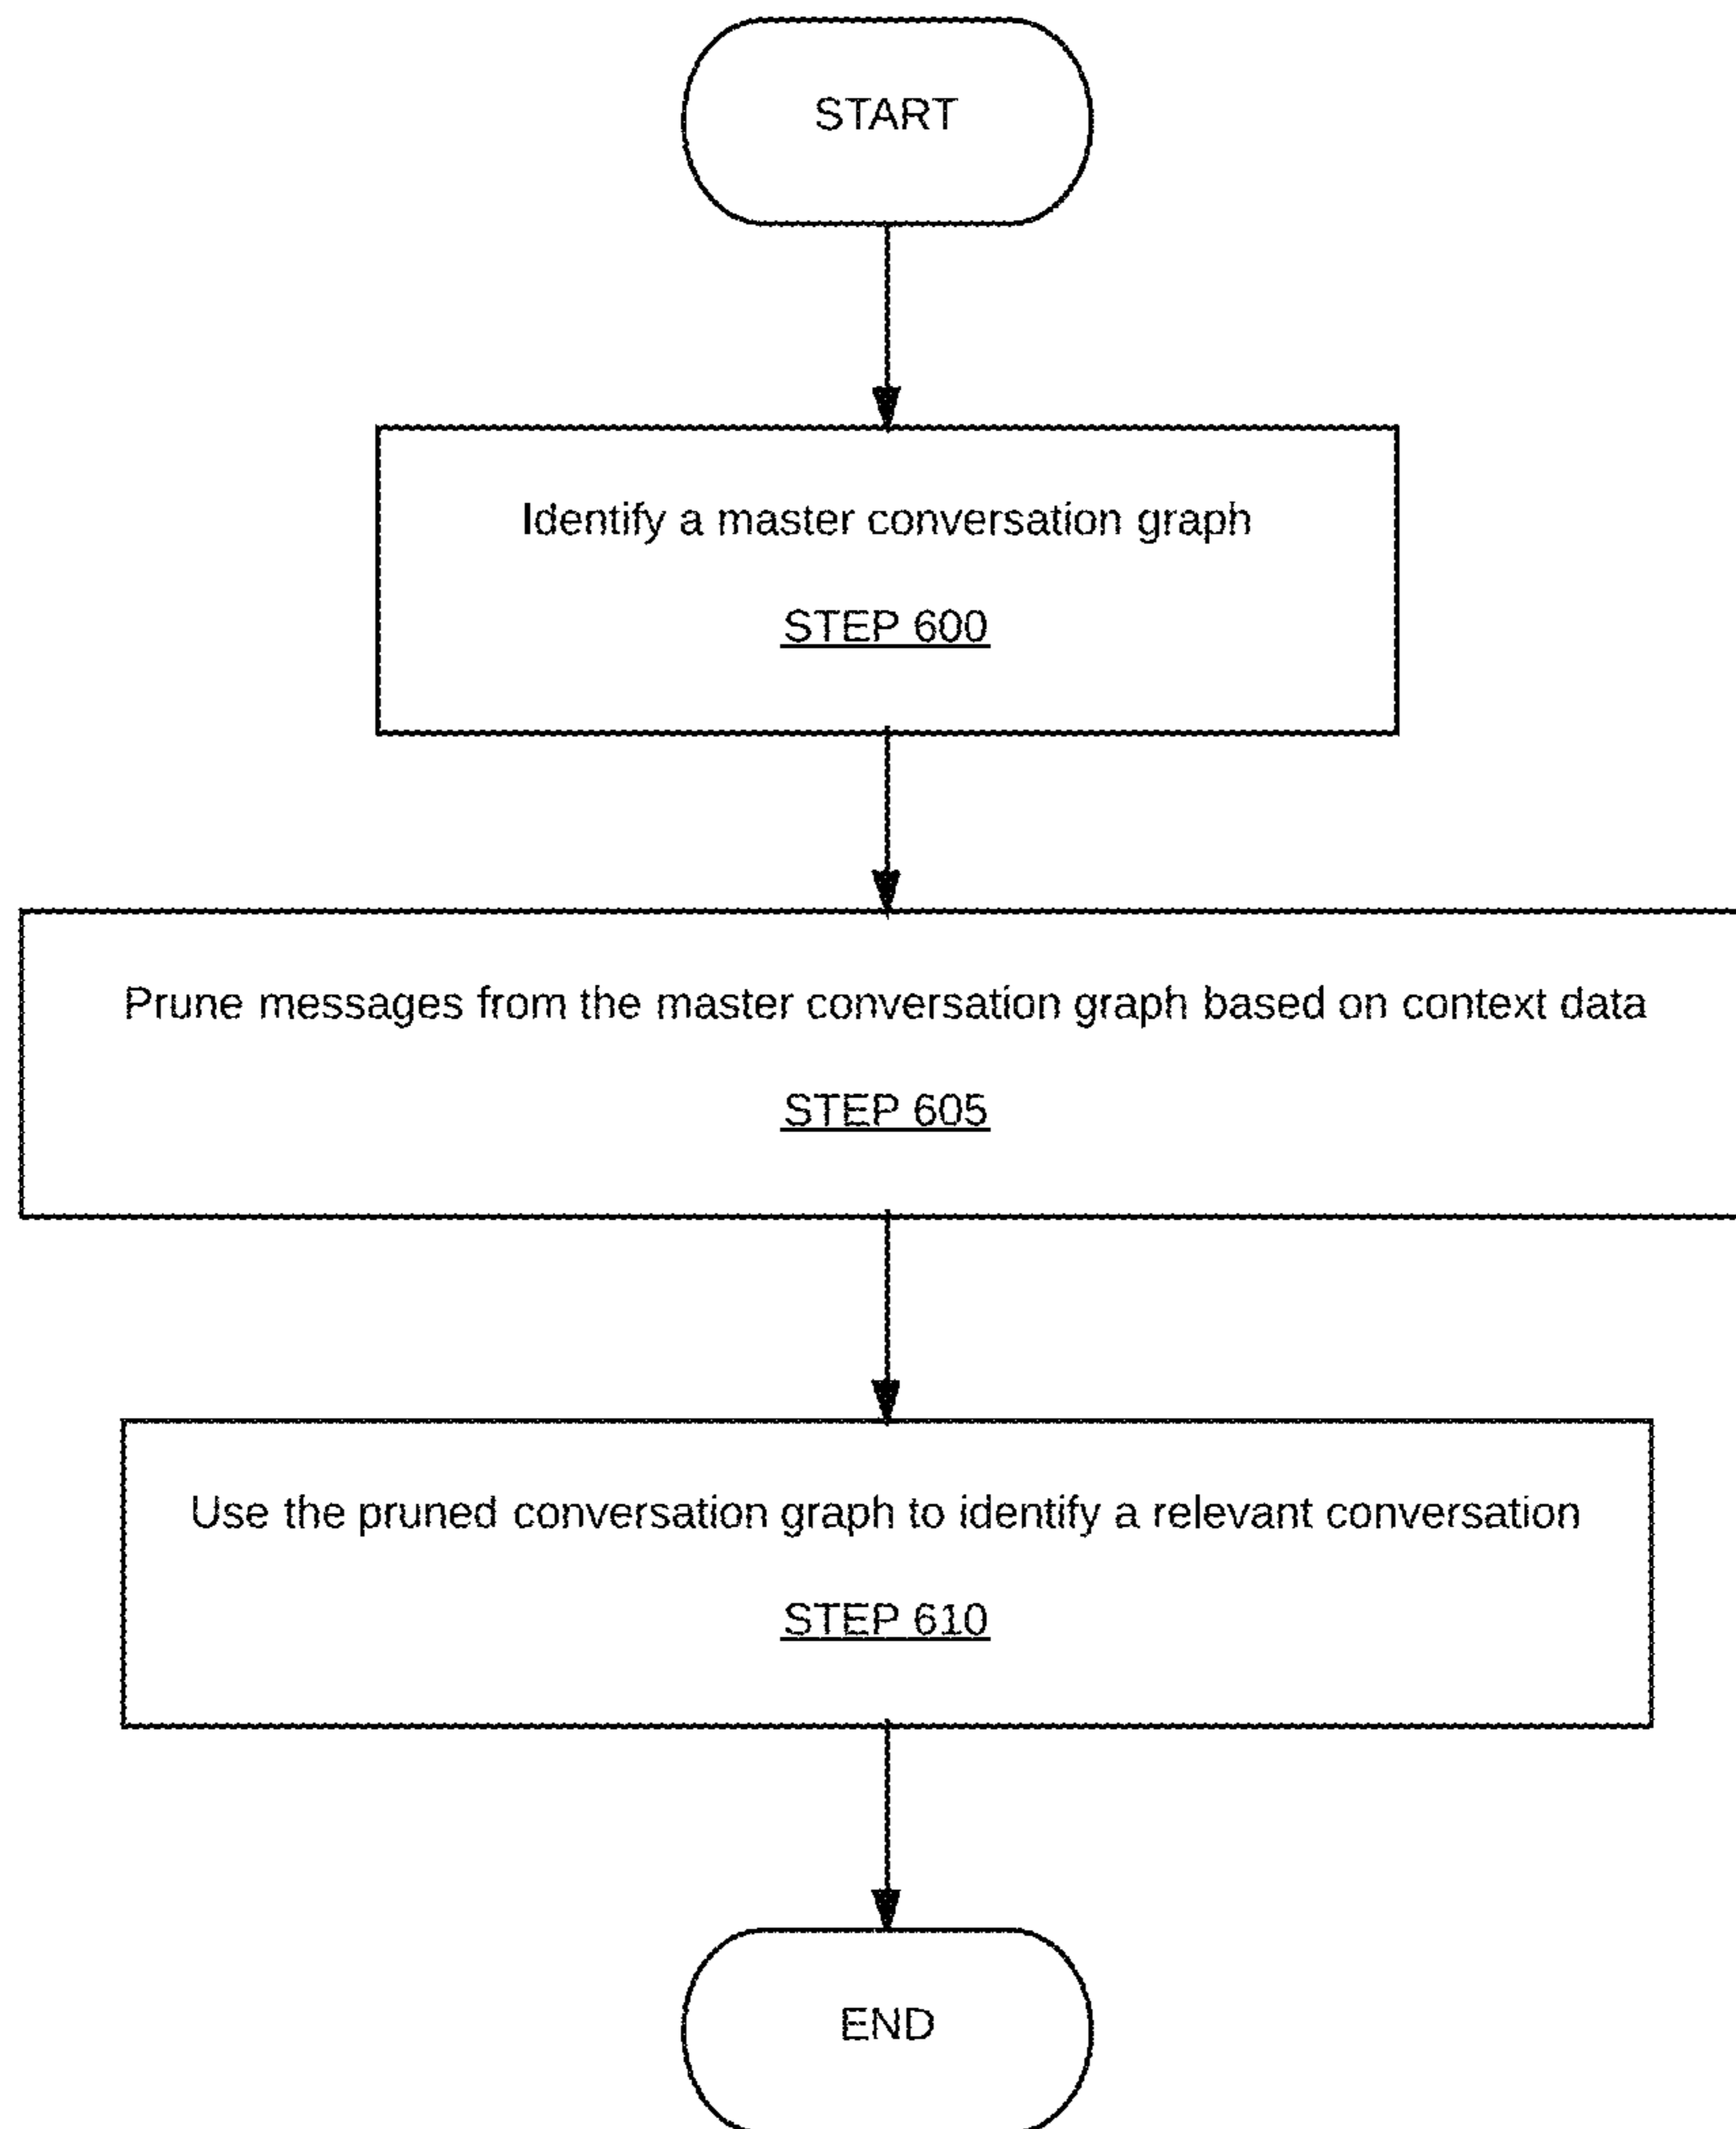 START
Identify a master conversation graph
STEP 600
Prune messages from the master conversation graph based on context data
STEP 605
Use the pruned conversation graph to identify a relevant conversation
STEP 610
END